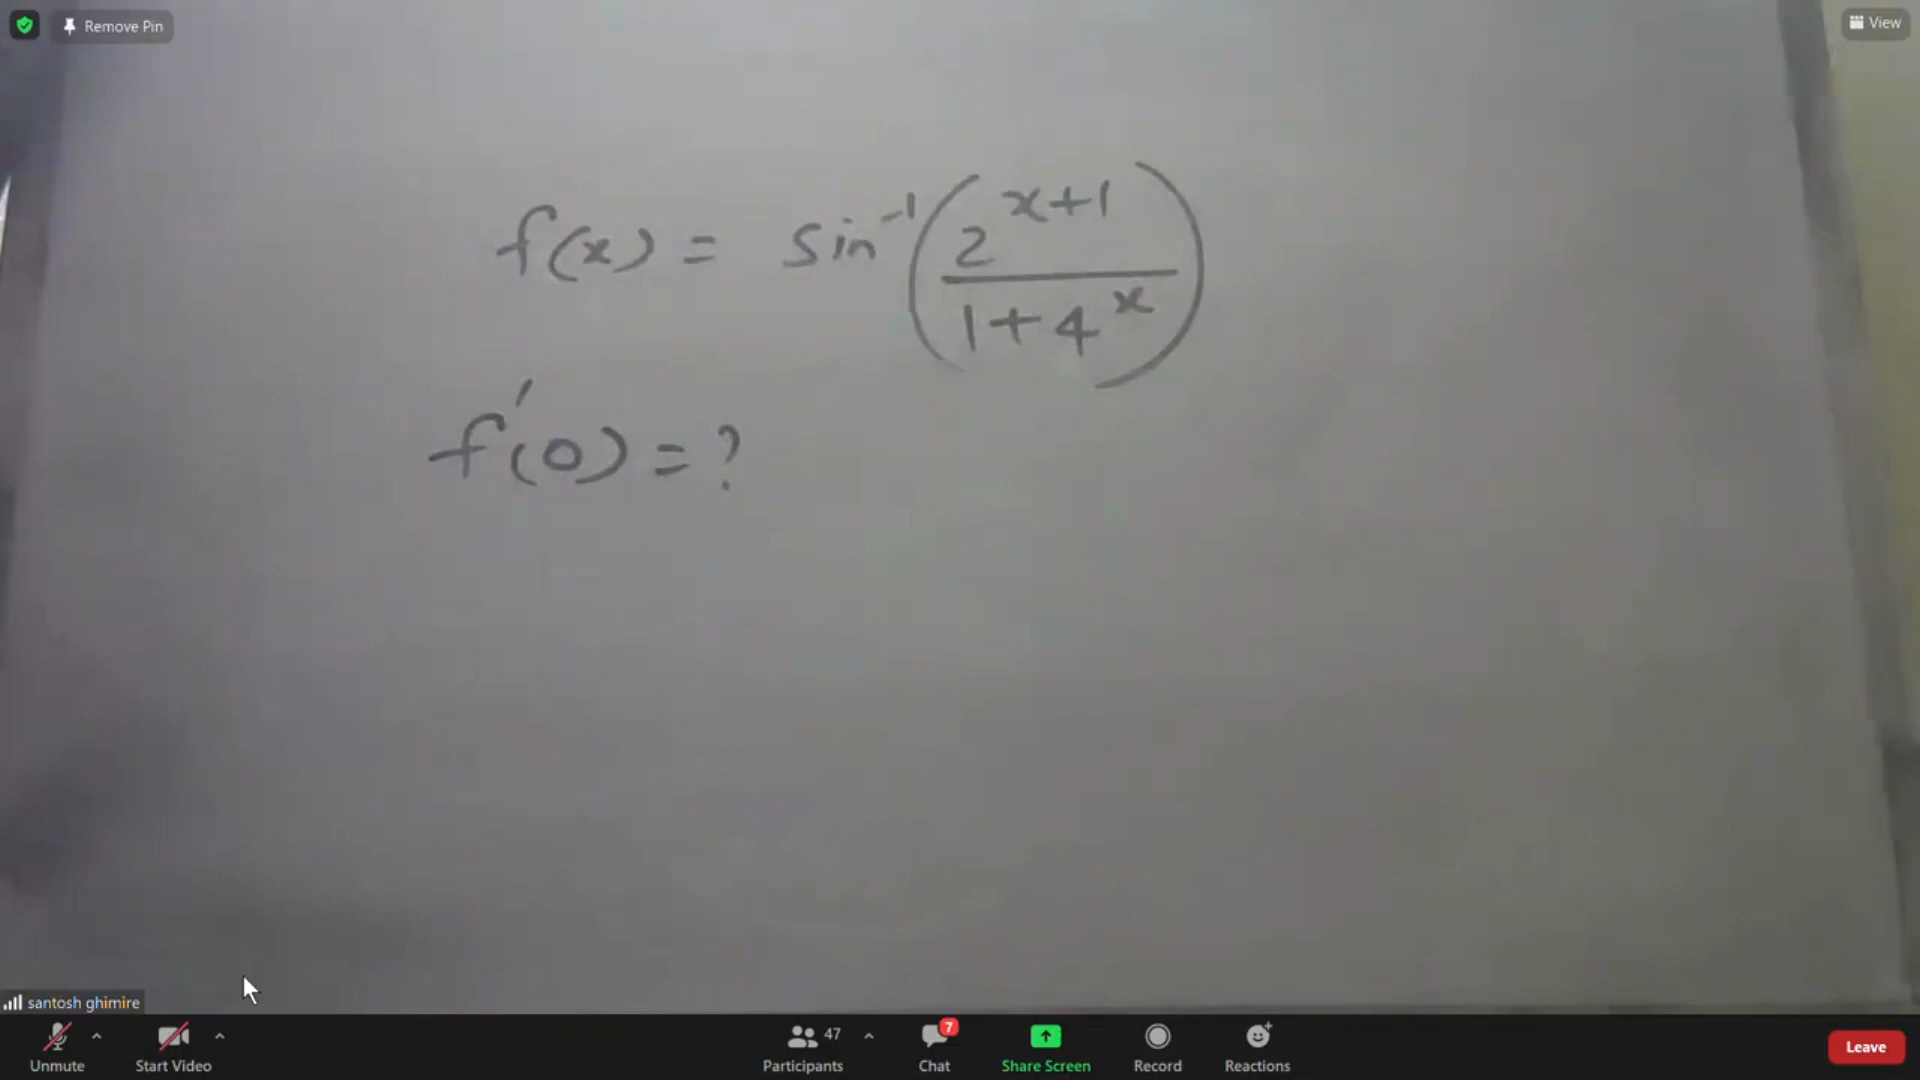 Remove Pin
View
f(x) = sin⁻¹(2^(x+1)/(1+4^x))
f'(0) = ?
santosh ghimire
Unmute
Start Video
47
Participants
7
Chat
Share Screen
Record
Reactions
Leave